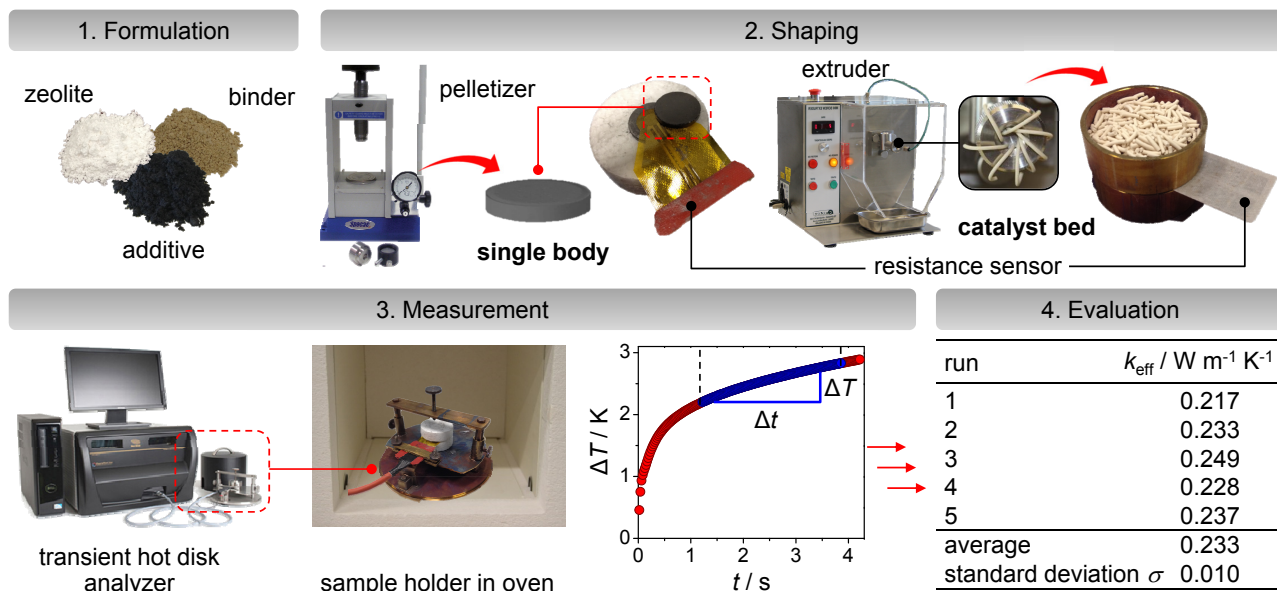 1. Formulation
zeolite
binder
additive
2. Shaping
pelletizer
extruder
single body
catalyst bed
resistance sensor
3. Measurement
transient hot disk
analyzer
sample holder in oven
ΔT / K
3
2
1
0
0 1 2 3 4
t / s
ΔT
Δt
4. Evaluation
run k_eff / W m⁻¹ K⁻¹
1 0.217
2 0.233
3 0.249
4 0.228
5 0.237
average 0.233
standard deviation σ 0.010